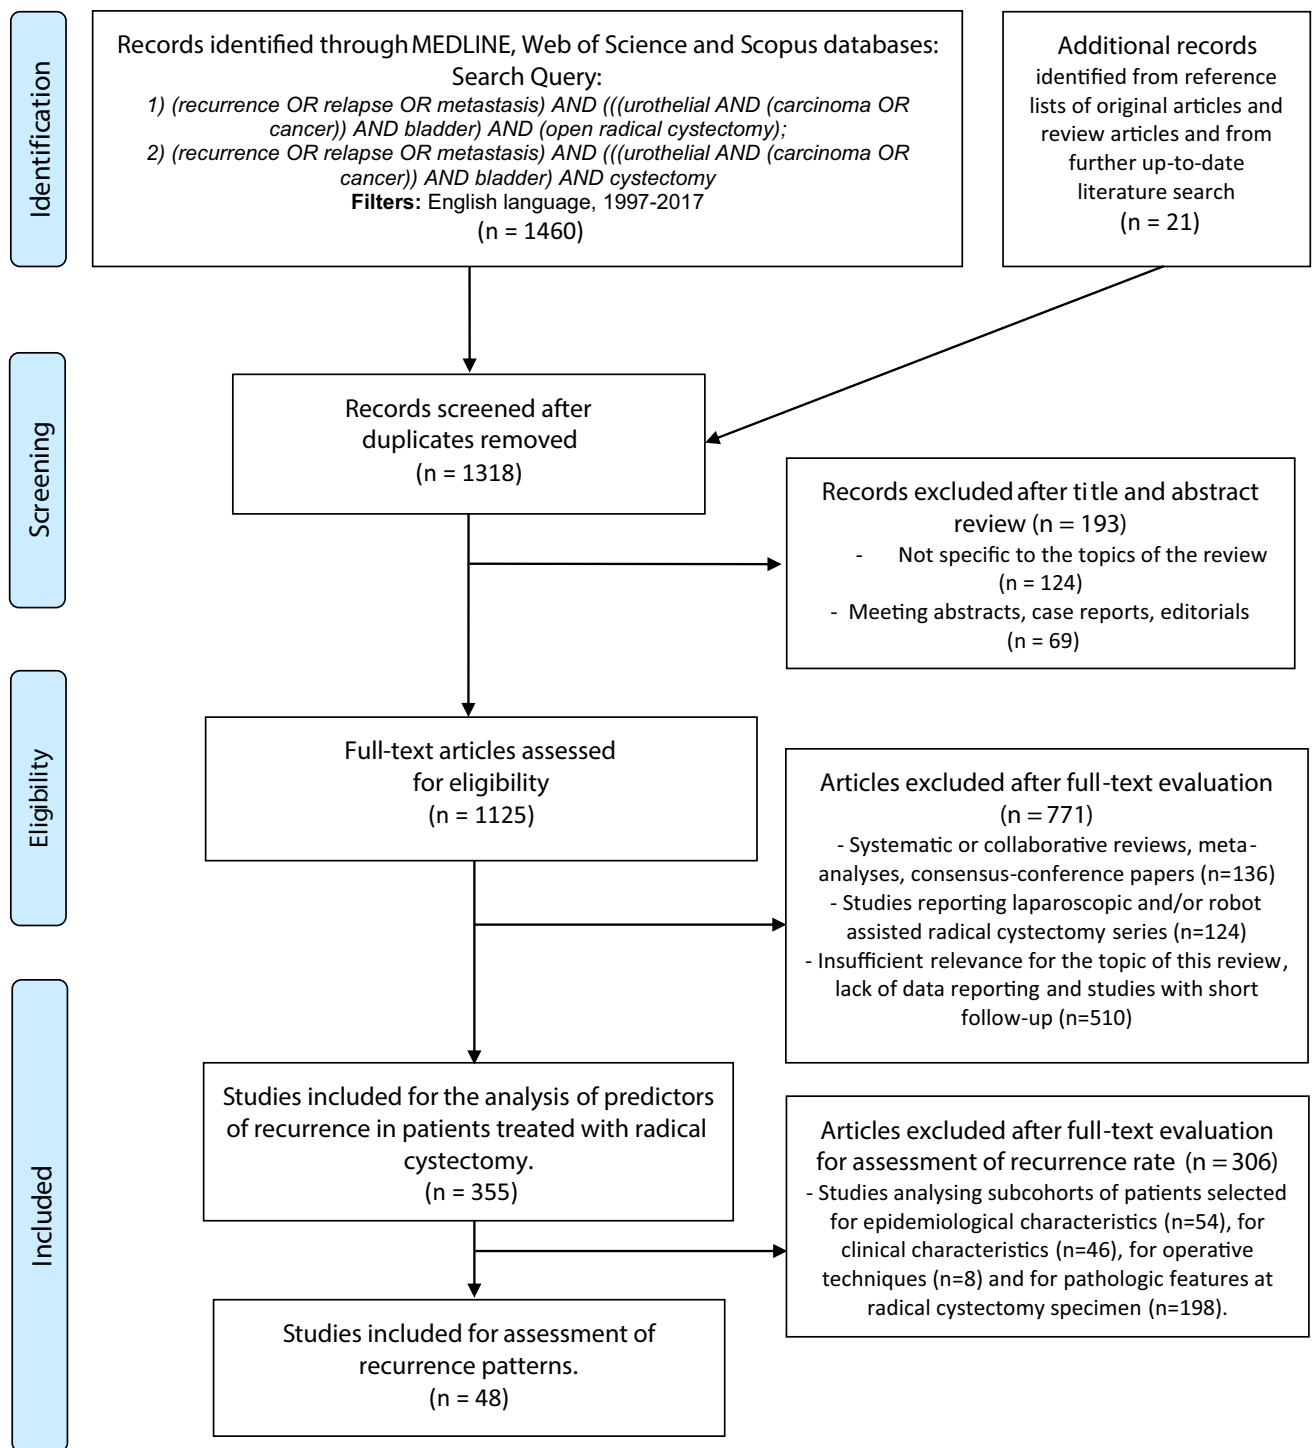 Identification
Records identified through MEDLINE, Web of Science and Scopus databases:
Search Query:
1) (recurrence OR relapse OR metastasis) AND (((urothelial AND (carcinoma OR
cancer)) AND bladder) AND (open radical cystectomy);
2) (recurrence OR relapse OR metastasis) AND (((urothelial AND (carcinoma OR
cancer)) AND bladder) AND cystectomy
Filters: English language, 1997-2017
(n = 1460)
Additional records
identified from reference
lists of original articles and
review articles and from
further up-to-date
literature search
(n = 21)
Screening
Records screened after
duplicates removed
(n = 1318)
Records excluded after title and abstract
review (n = 193)
- Not specific to the topics of the review
(n = 124)
- Meeting abstracts, case reports, editorials
(n = 69)
Eligibility
Full-text articles assessed
for eligibility
(n = 1125)
Articles excluded after full-text evaluation
(n = 771)
- Systematic or collaborative reviews, meta-
analyses, consensus-conference papers (n=136)
- Studies reporting laparoscopic and/or robot
assisted radical cystectomy series (n=124)
- Insufficient relevance for the topic of this review,
lack of data reporting and studies with short
follow-up (n=510)
Included
Studies included for the analysis of predictors
of recurrence in patients treated with radical
cystectomy.
(n = 355)
Articles excluded after full-text evaluation
for assessment of recurrence rate (n = 306)
- Studies analysing subcohorts of patients selected
for epidemiological characteristics (n=54), for
clinical characteristics (n=46), for operative
techniques (n=8) and for pathologic features at
radical cystectomy specimen (n=198).
Studies included for assessment of
recurrence patterns.
(n = 48)